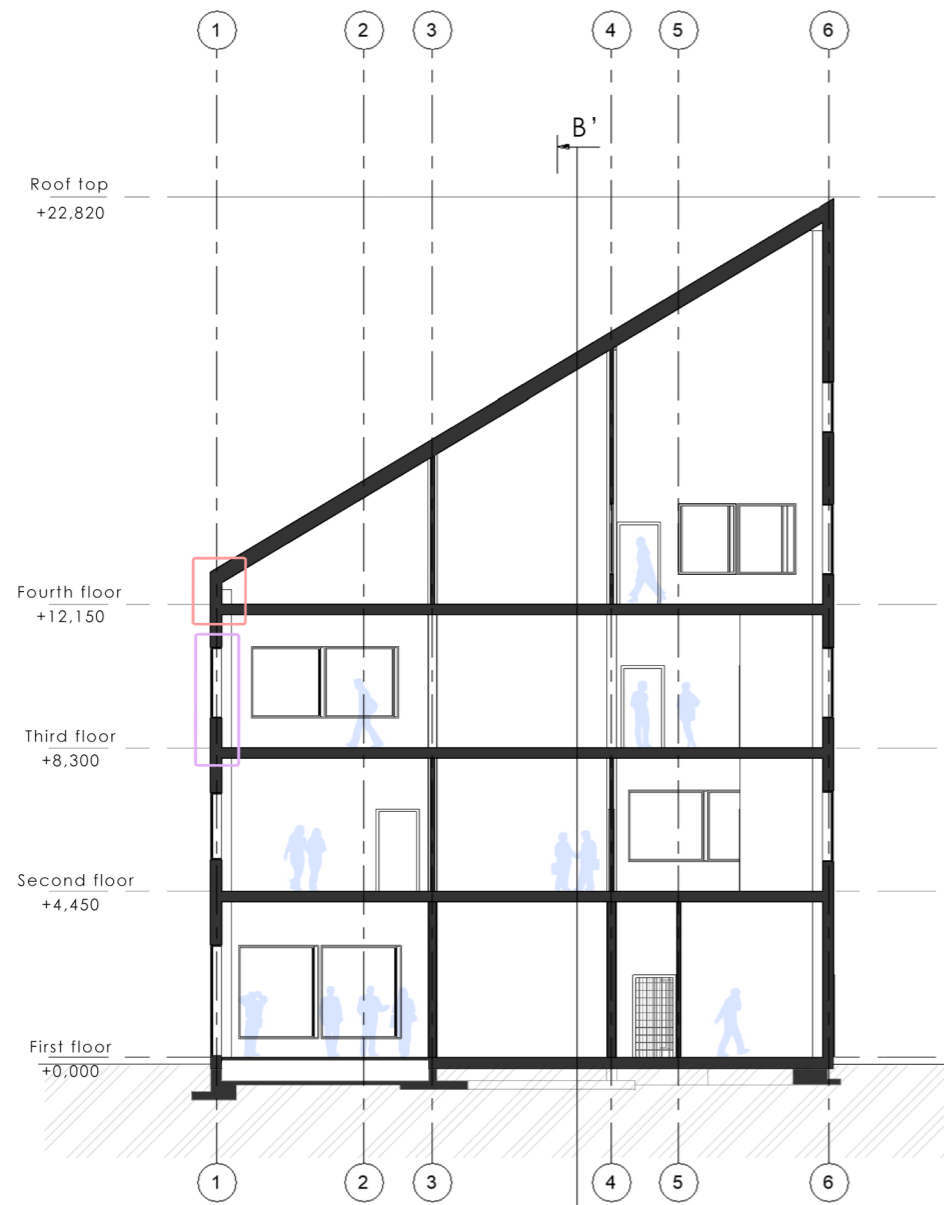 1 2 3 4 5 6
B'
Roof top
+22,820
Fourth floor
+12,150
Third floor
+8,300
Second floor
+4,450
First floor
+0,000
1 2 3 4 5 6